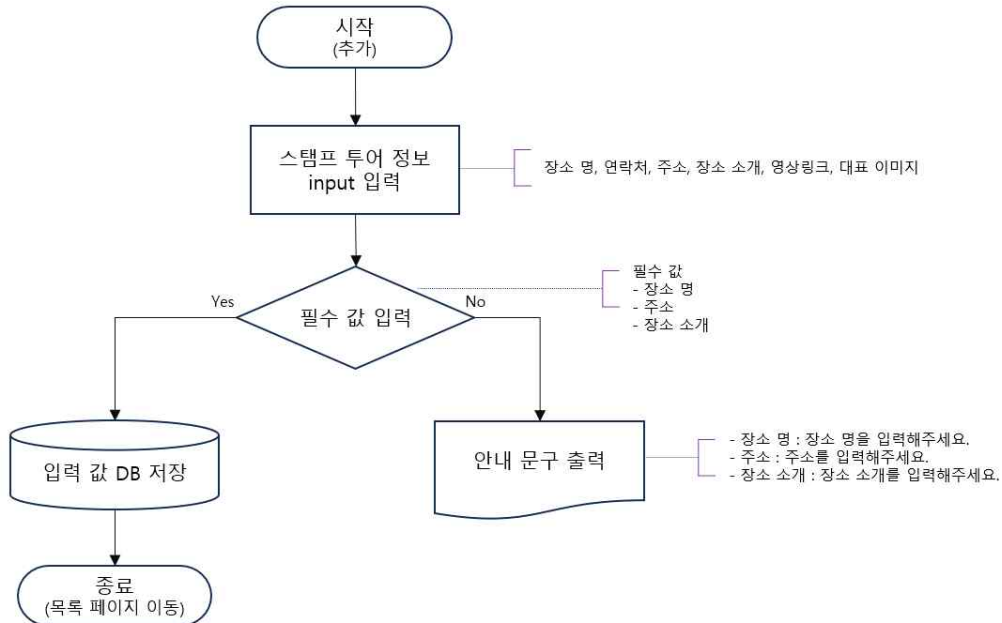 시작
(추가)
스탬프 투어 정보
input 입력
장소 명, 연락처, 주소, 장소 소개, 영상링크, 대표 이미지
필수 값
- 장소 명
- 주소
- 장소 소개
Yes
No
필수 값 입력
입력 값 DB 저장
안내 문구 출력
- 장소 명 : 장소 명을 입력해주세요.
- 주소 : 주소를 입력해주세요.
- 장소 소개 : 장소 소개를 입력해주세요.
종료
(목록 페이지 이동)